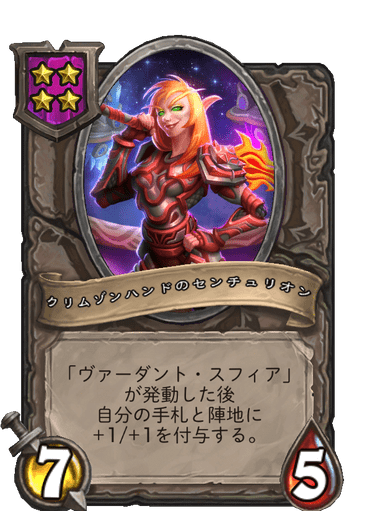 クリムゾンハンドのセンチュリオン
「ヴァーダント・スフィア」
が発動した後
自分の手札と陣地に
+1/+1を付与する。
7
5